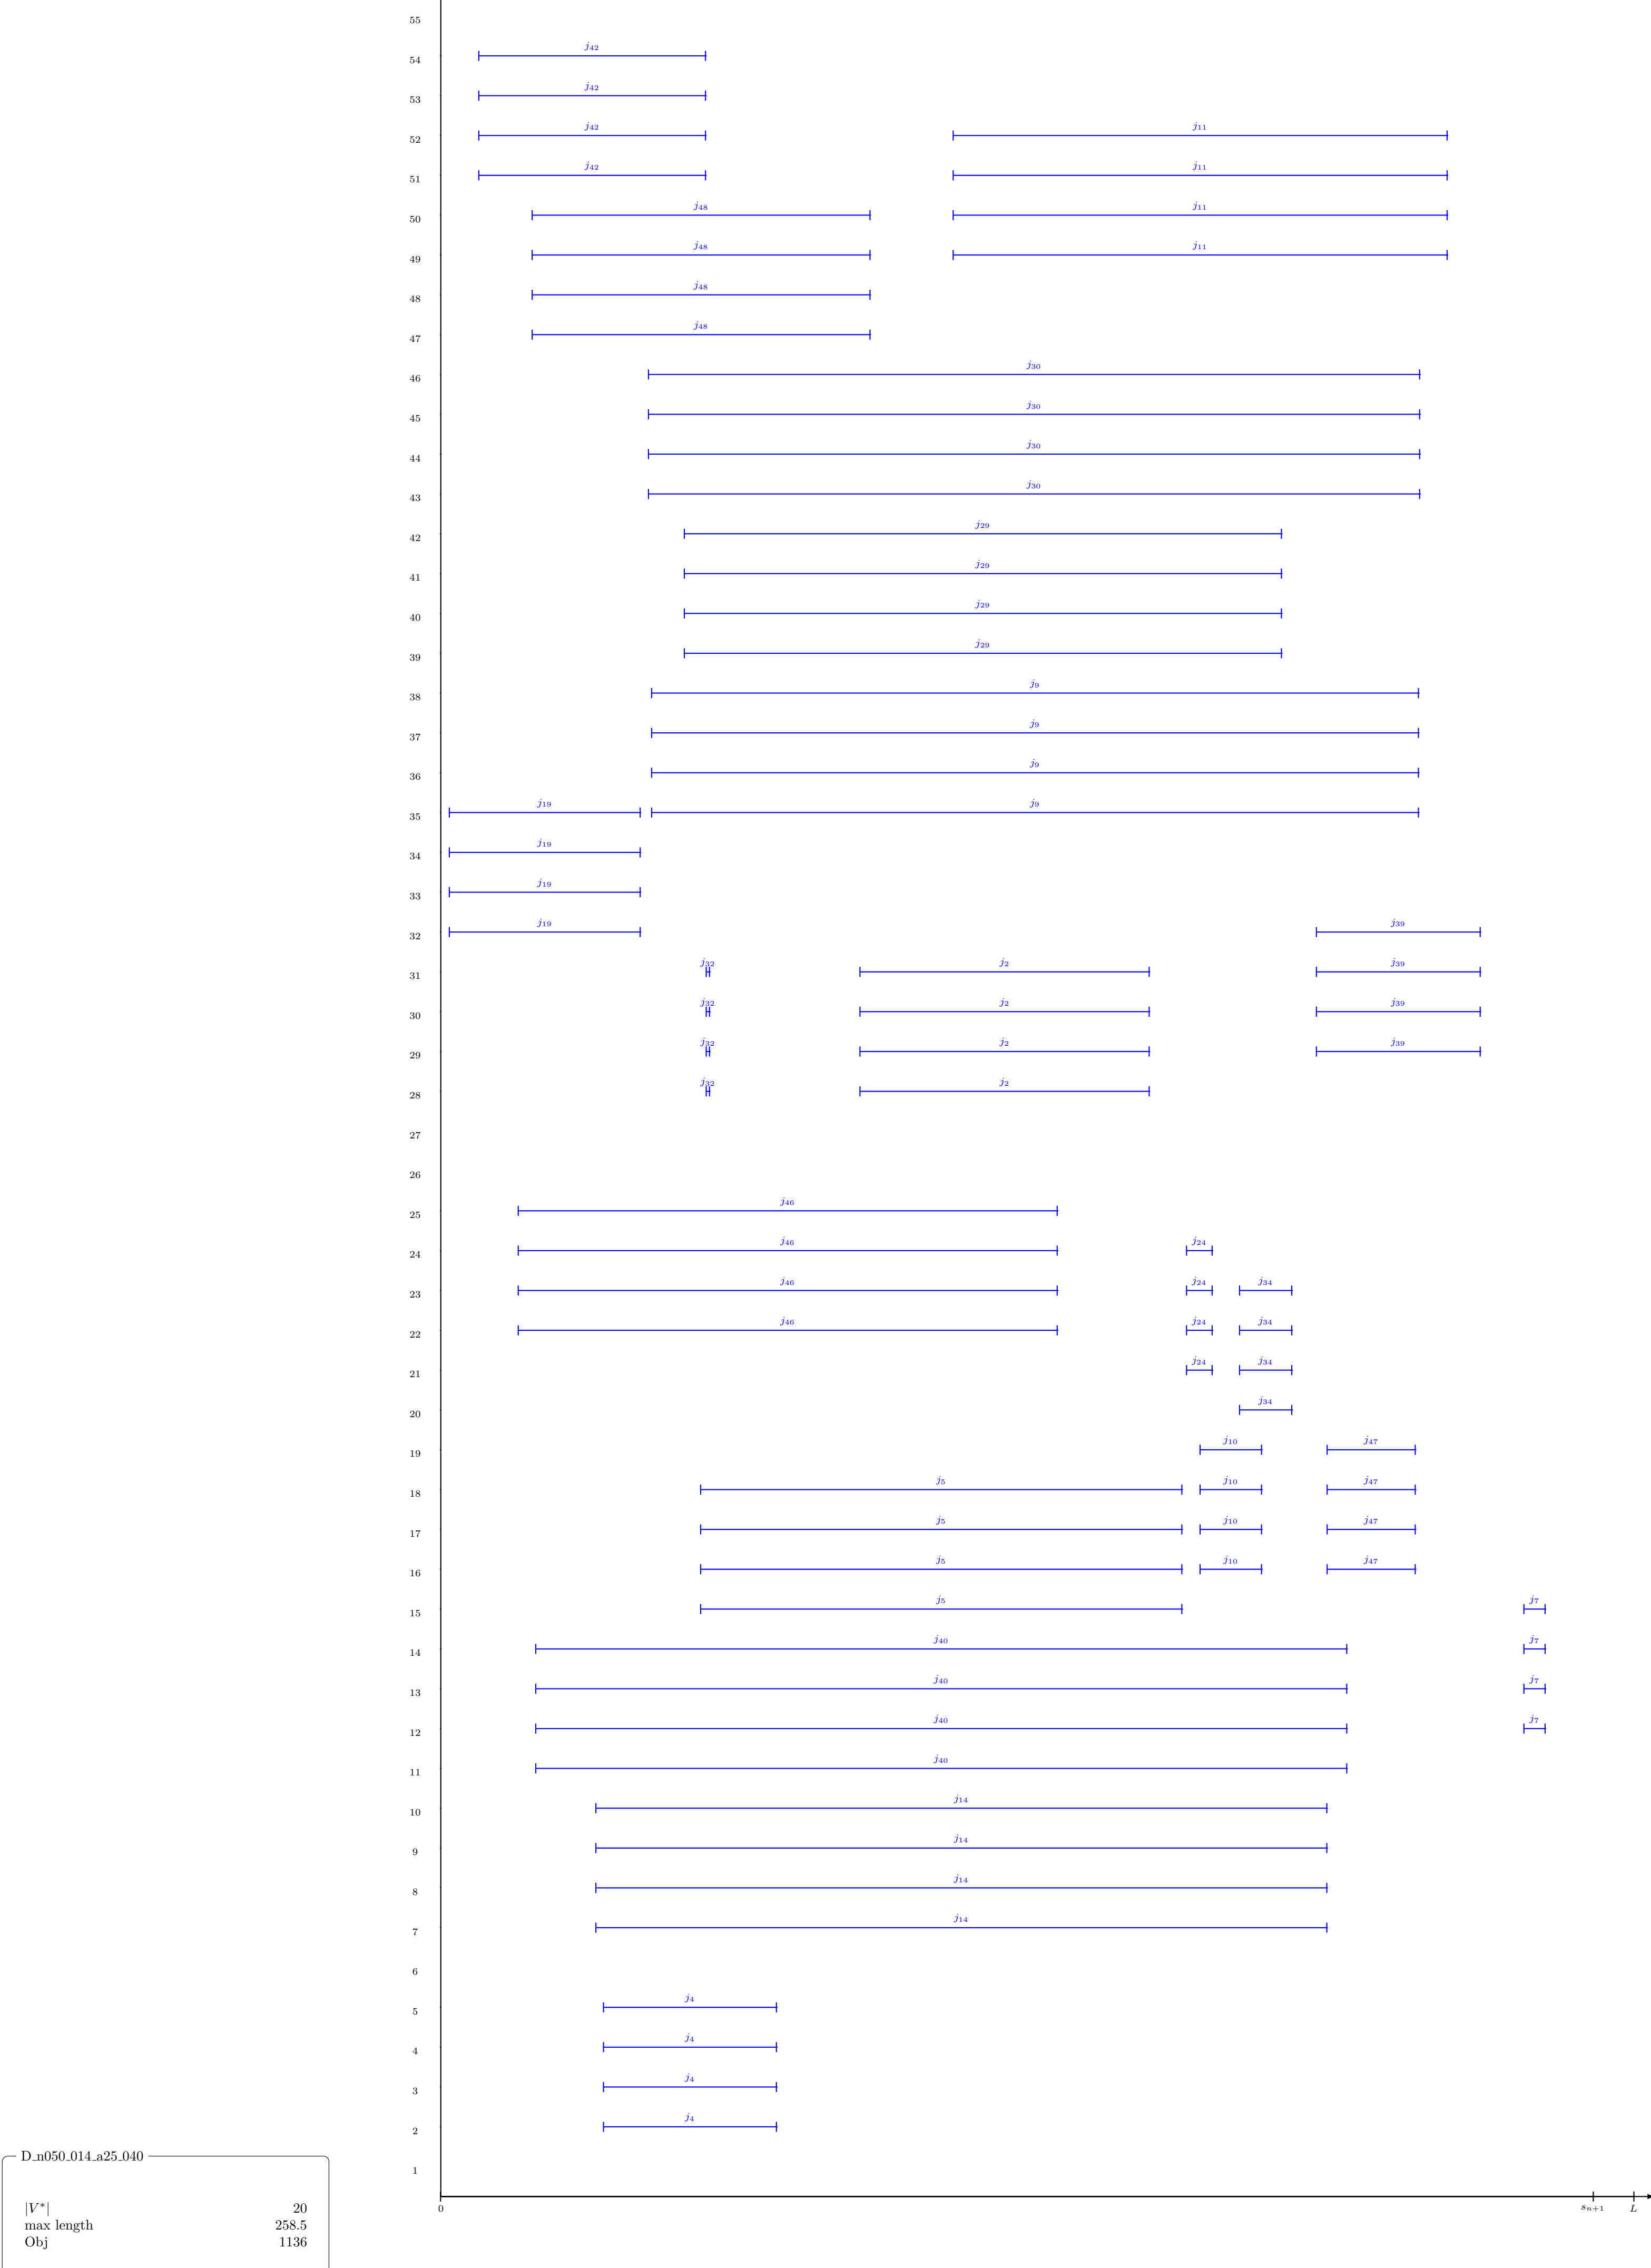 55
j42
54
j42
53
j42 j11
52
j42 j11
51
j48 j11
50
j48 j11
49
j48
48
j48
47
j30
46
j30
45
j30
44
j30
43
j29
42
j29
41
j29
40
j29
39
j9
38
j9
37
j9
36
j19 j9
35
j19
34
j19
33
j19 j39
32
j32 j2 j39
31
j32 j2 j39
30
j32 j2 j39
29
j32 j2
28
27
26
j46
25
j46 j24
24
j46 j24 j34
23
j46 j24 j34
22
j24 j34
21
j34
20
j10 j47
19
j5 j10 j47
18
j5 j10 j47
17
j5 j10 j47
16
j5 j7
15
j40 j7
14
j40 j7
13
j40 j7
12
j40
11
j14
10
j14
9
j14
8
j14
7
6
j4
5
j4
4
j4
3
j4
2
D_n050_014_a25_040
1
|V*| 20
0 sn+1 L
max length 258.5
Obj 1136